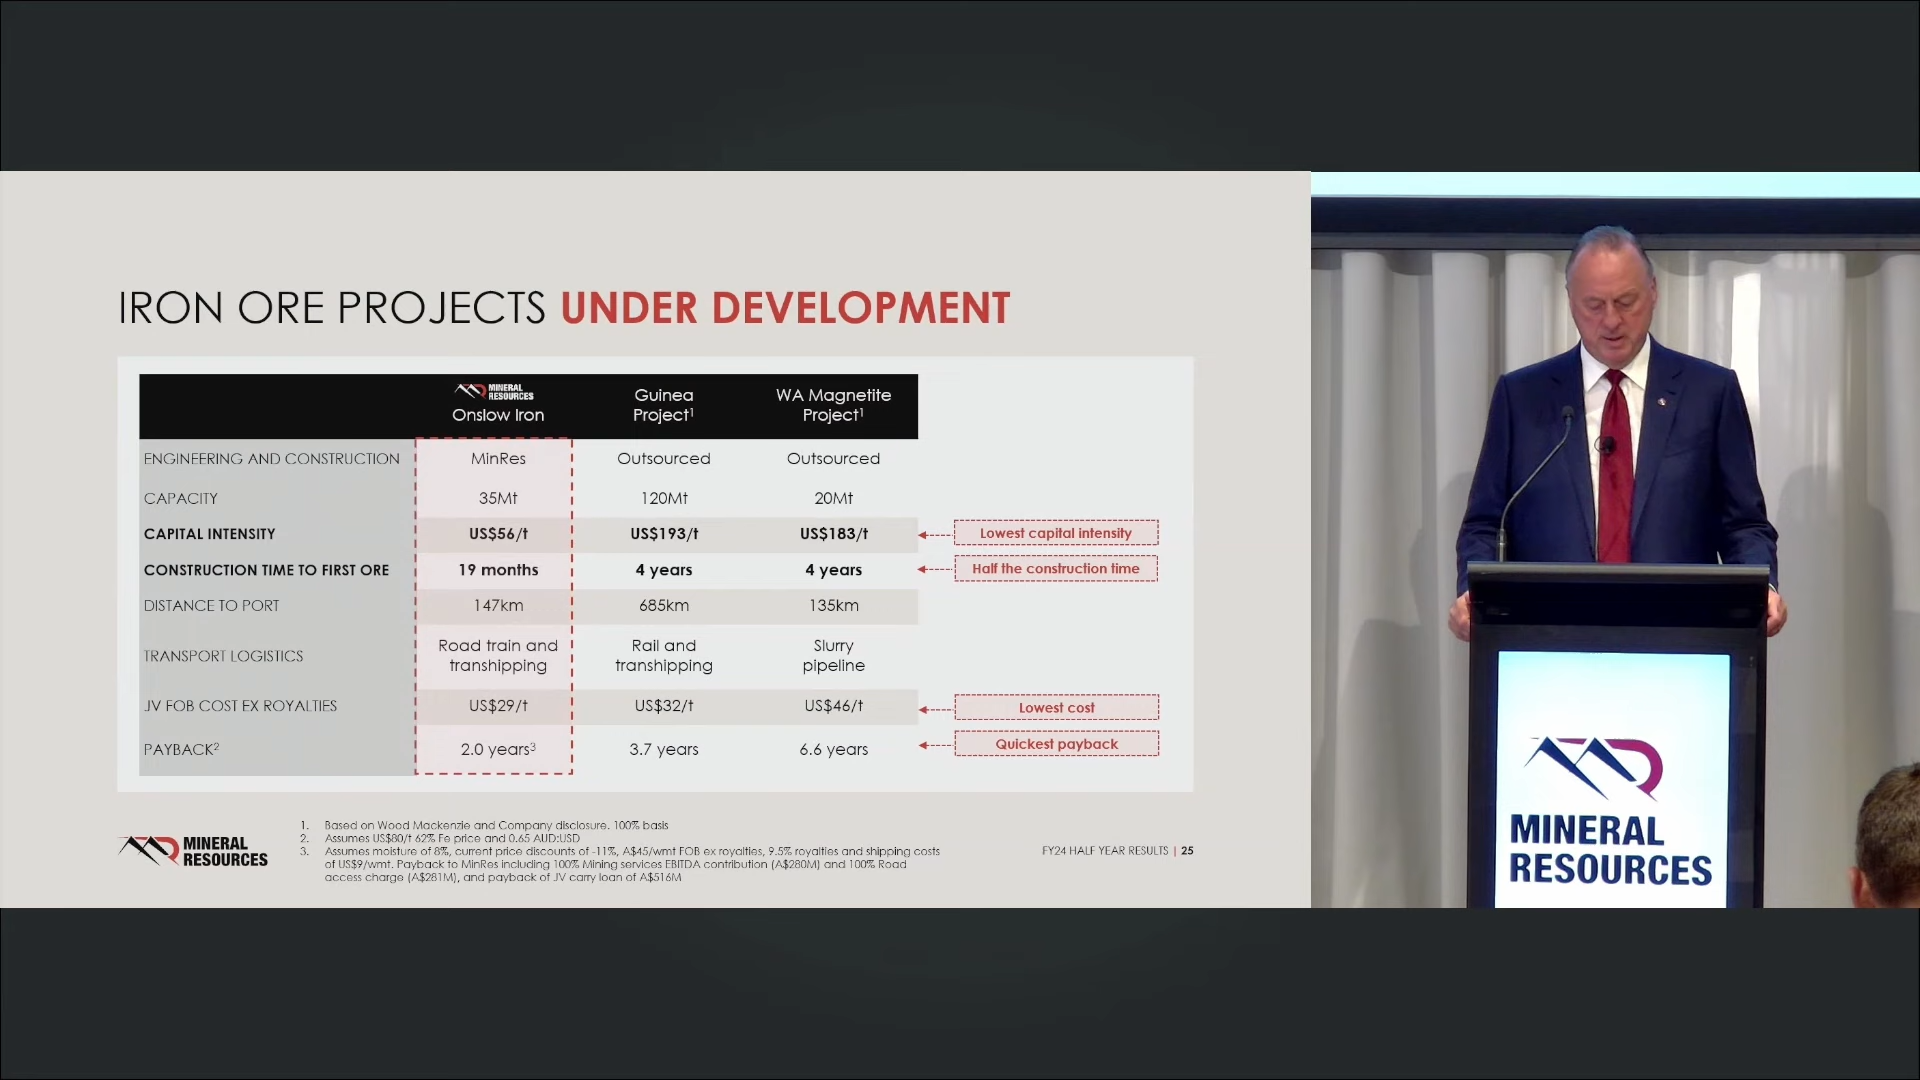 IRON ORE PROJECTS UNDER DEVELOPMENT
MINERAL
RESOURCES
Onslow Iron
Guinea
Project¹
WA Magnetite
Project¹
ENGINEERING AND CONSTRUCTION MinRes Outsourced Outsourced
CAPACITY 35Mt 120Mt 20Mt
CAPITAL INTENSITY US$56/t US$193/t US$183/t Lowest capital intensity
CONSTRUCTION TIME TO FIRST ORE 19 months 4 years 4 years Half the construction time
DISTANCE TO PORT 147km 685km 135km
TRANSPORT LOGISTICS
Road train and
transhipping
Rail and
transhipping
Slurry
pipeline
JV FOB COST EX ROYALTIES US$29/t US$32/t US$46/t Lowest cost
PAYBACK² 2.0 years³ 3.7 years 6.6 years Quickest payback
MINERAL
RESOURCES
1. Based on Wood Mackenzie and Company disclosure. 100% basis
2. Assumes US$80/t 62% Fe price and 0.65 AUD:USD
3. Assumes moisture of 8%, current price discounts of -11%, A$45/wmt FOB ex royalties, 9.5% royalties and shipping costs
of US$9/wmt. Payback to MinRes including 100% Mining services EBITDA contribution (A$280M) and 100% Road
access charge (A$281M), and payback of JV carry loan of A$516M
FY24 HALF YEAR RESULTS | 25
MINERAL
RESOURCES